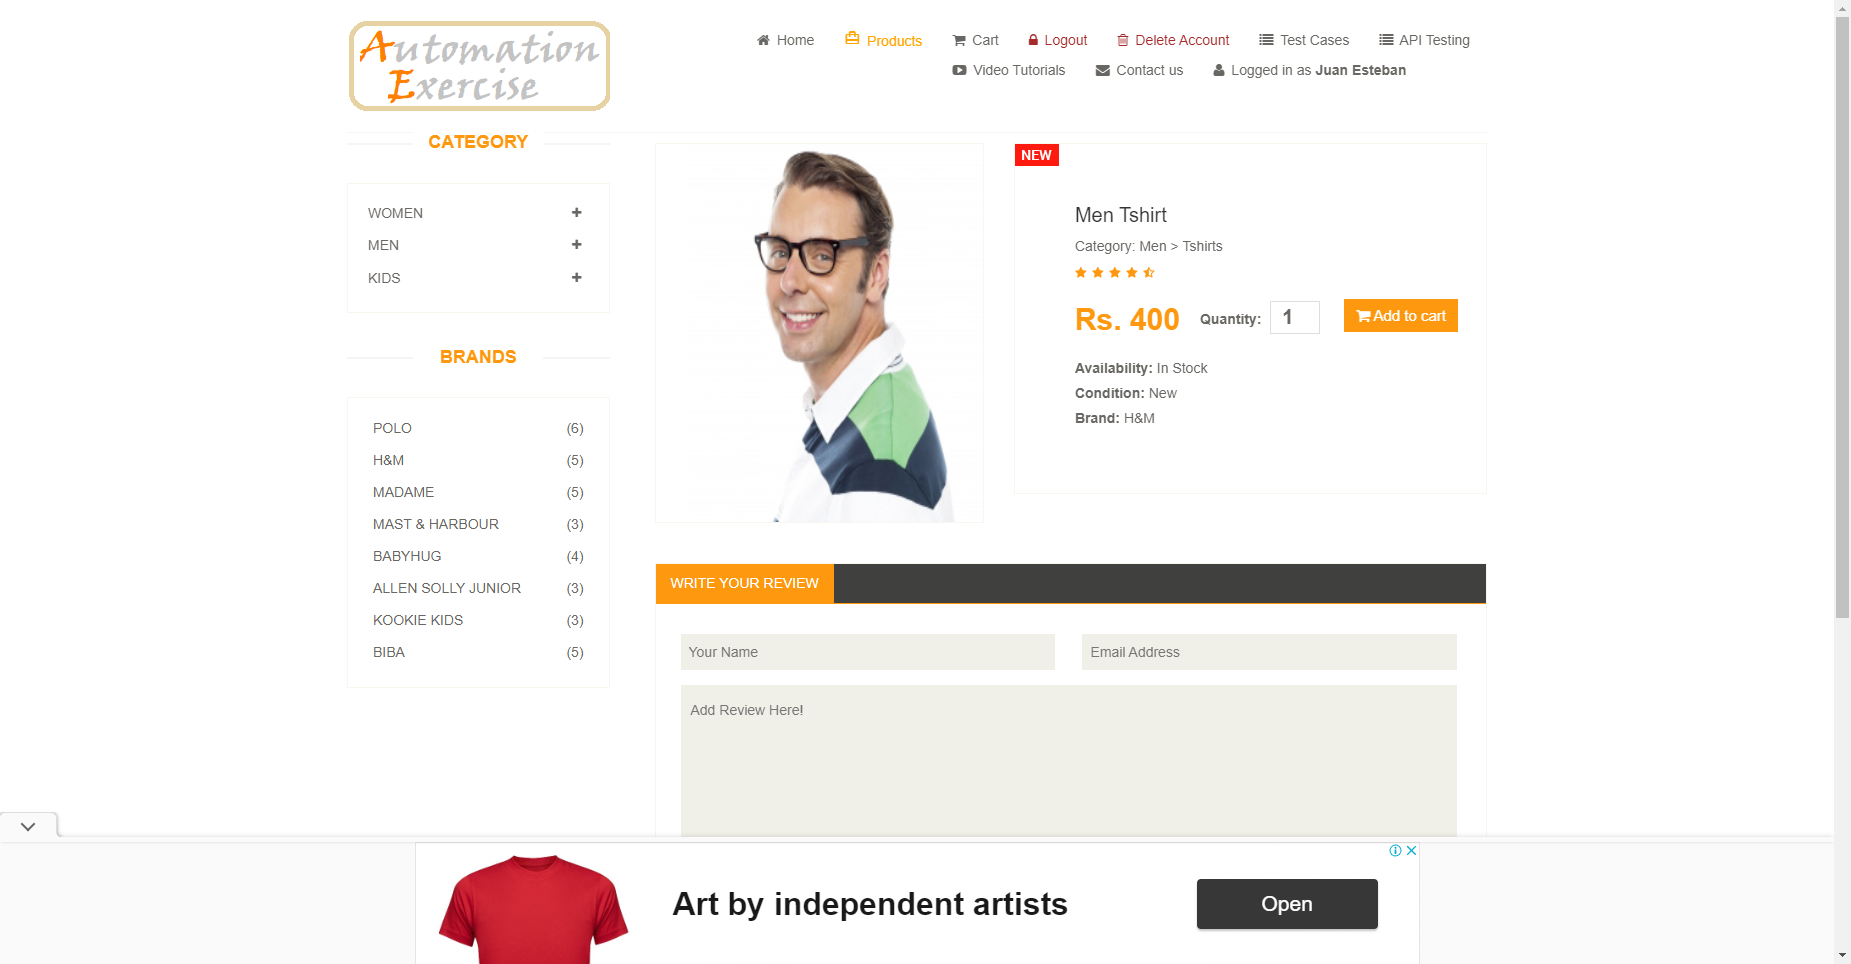 Automation
Exercise
Home
Products
Cart
Logout
Delete Account
Test Cases
API Testing
Video Tutorials
Contact us
Logged in as Juan Esteban
CATEGORY
WOMEN
MEN
KIDS
BRANDS
POLO (6)
H&M (5)
MADAME (5)
MAST & HARBOUR (3)
BABYHUG (4)
ALLEN SOLLY JUNIOR (3)
KOOKIE KIDS (3)
BIBA (5)
NEW
Men Tshirt
Category: Men > Tshirts
Rs. 400 Quantity: 1 Add to cart
Availability: In Stock
Condition: New
Brand: H&M
WRITE YOUR REVIEW
Your Name
Email Address
Add Review Here!
Art by independent artists
Open